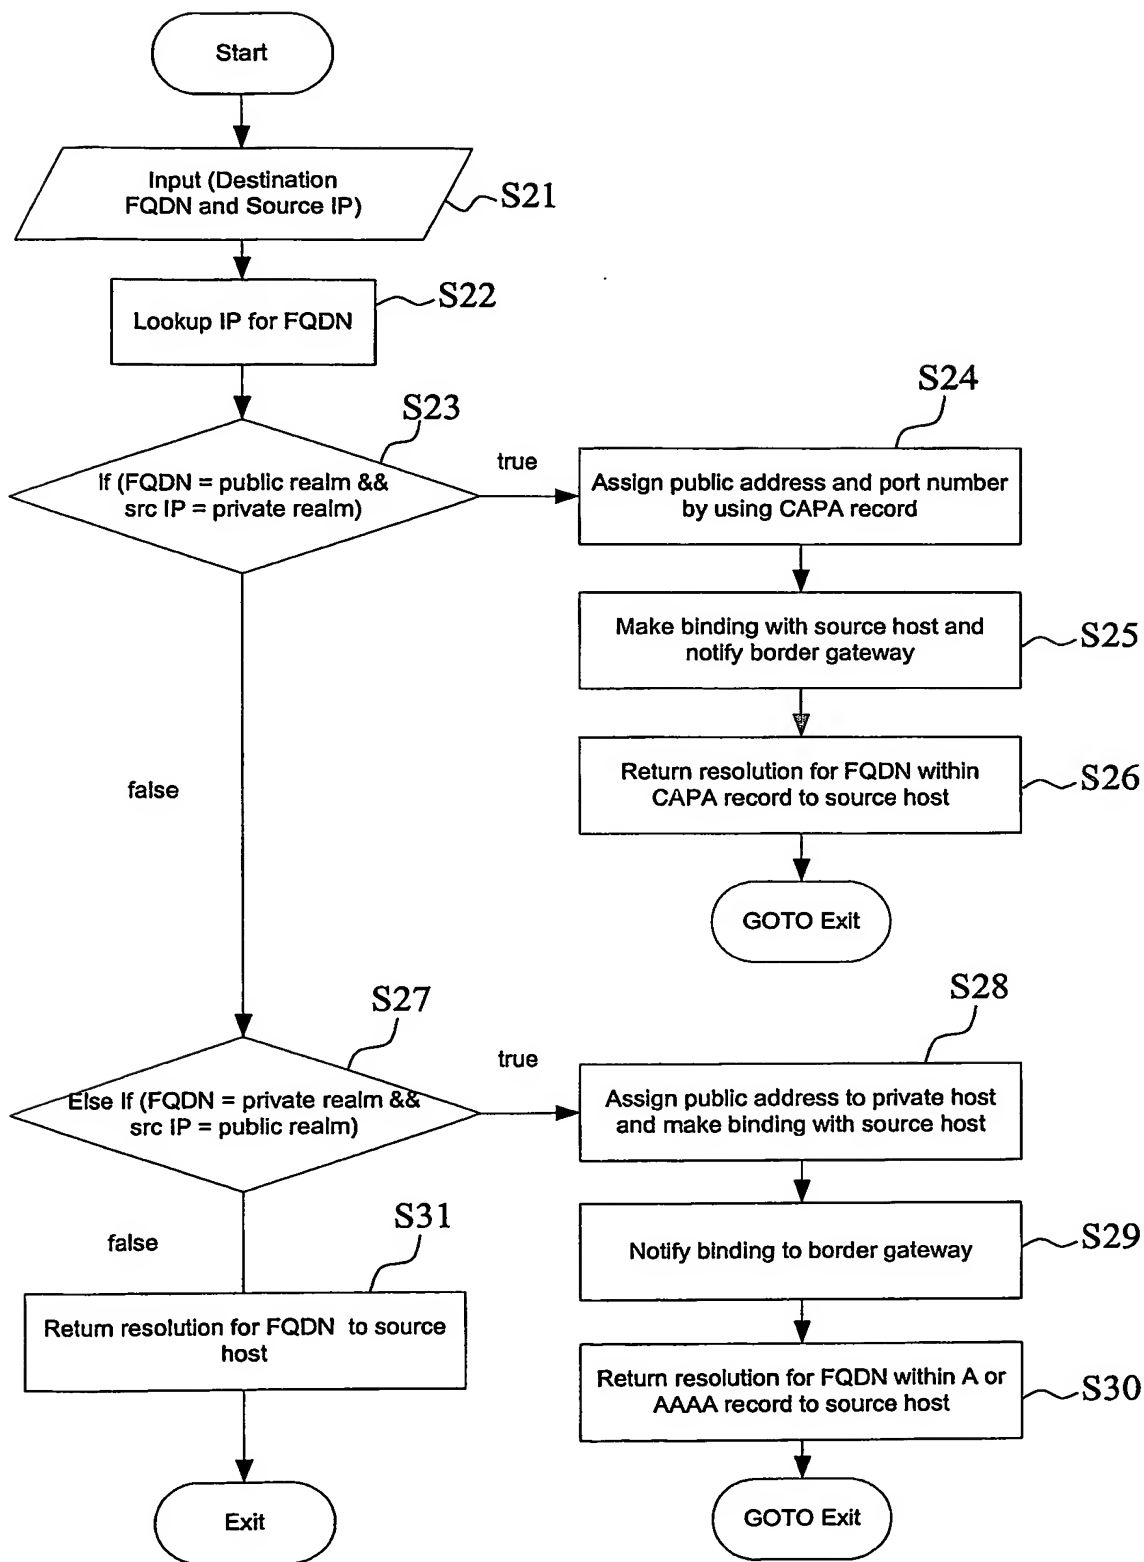 Start
Input (Destination
FQDN and Source IP)
S21
Lookup IP for FQDN
S22
S23
If (FQDN = public realm &&
src IP = private realm)
true
S24
Assign public address and port number
by using CAPA record
Make binding with source host and
notify border gateway
S25
Return resolution for FQDN within
CAPA record to source host
S26
false
GOTO Exit
S27
Else If (FQDN = private realm &&
src IP = public realm)
true
S28
Assign public address to private host
and make binding with source host
Notify binding to border gateway
S29
Return resolution for FQDN within A or
AAAA record to source host
S30
false
S31
Return resolution for FQDN to source
host
Exit
GOTO Exit